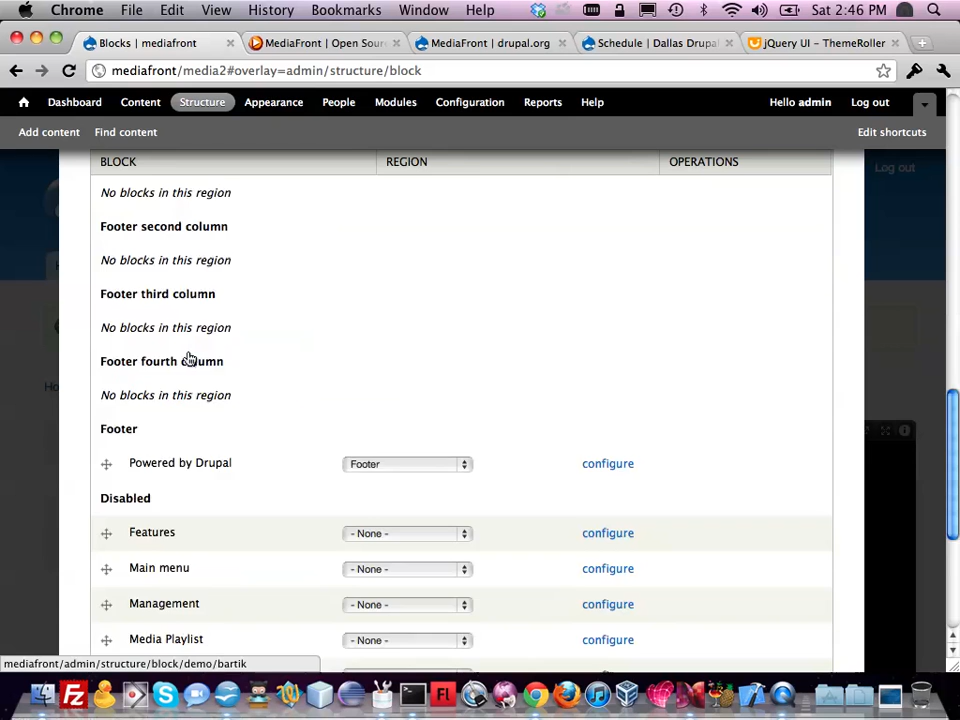 Chrome File Edit View History Bookmarks Window Help Sat 2:46 PM
Blocks | mediafront
MediaFront | Open Sour
MediaFront | drupal.org
Schedule | Dallas Drupal
jQuery UI - ThemeRoller
mediafront/media2#overlay=admin/structure/block
Dashboard Content Structure Appearance People Modules Configuration Reports Help Hello admin Log out
Add content Find content Edit shortcuts
BLOCK REGION OPERATIONS
Log out
No blocks in this region
Footer second column
No blocks in this region
Footer third column
No blocks in this region
Footer fourth column
No blocks in this region
Footer
Powered by Drupal Footer configure
Disabled
Features - None - configure
Main menu - None - configure
Management - None - configure
Media Playlist - None - configure
mediafront/admin/structure/block/demo/bartik